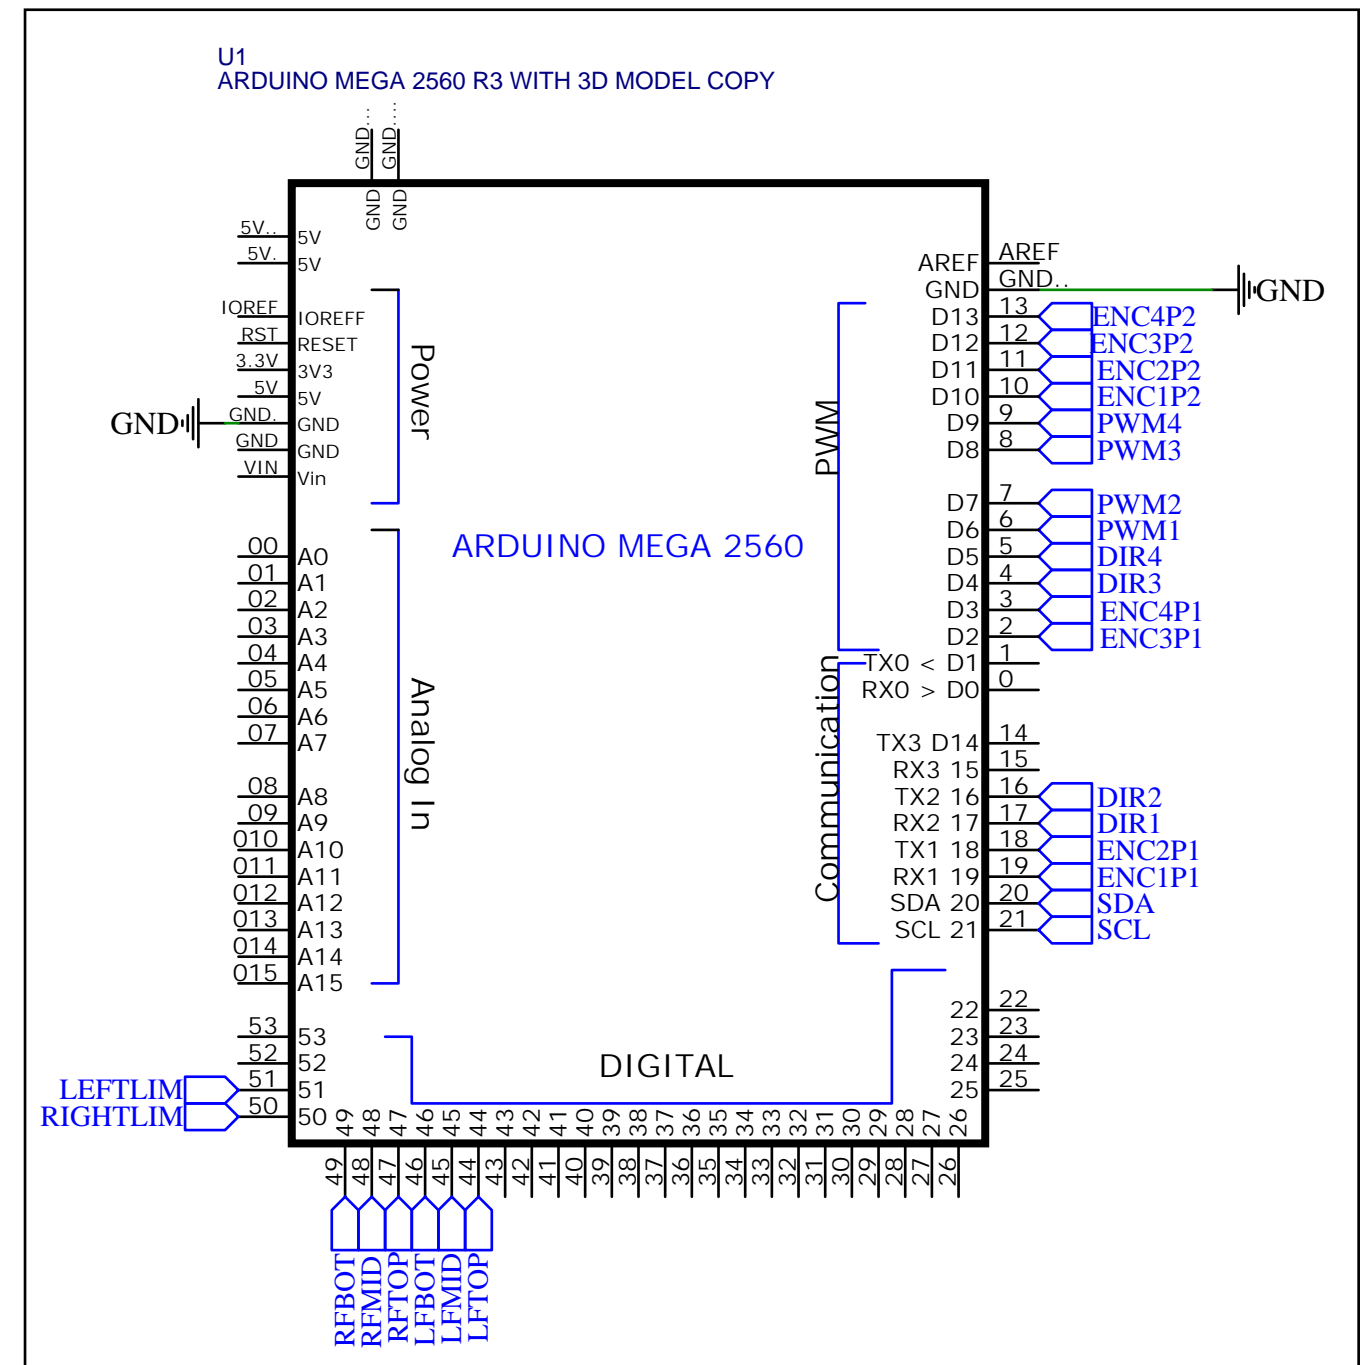 U1
ARDUINO MEGA 2560 R3 WITH 3D MODEL COPY
GND.... GND.....
GND GND
5V.. 5V
5V. 5V
IOREF IOREFF
RST RESET
3.3V 3V3
5V 5V
GND GND. GND
GND GND
VIN Vin
Power
00 A0
01 A1
02 A2
03 A3
04 A4
05 A5
06 A6
07 A7
08 A8
09 A9
010 A10
011 A11
012 A12
013 A13
014 A14
015 A15
Analog In
53 53
52 52
LEFTLIM 51 51
RIGHTLIM 50 50
ARDUINO MEGA 2560
AREF AREF
GND GND.. GND
D13 13 ENC4P2
D12 12 ENC3P2
D11 11 ENC2P2
D10 10 ENC1P2
D9 9 PWM4
D8 8 PWM3
D7 7 PWM2
D6 6 PWM1
D5 5 DIR4
D4 4 DIR3
D3 3 ENC4P1
D2 2 ENC3P1
PWM
TX0 < D1 1
RX0 > D0 0
TX3 D14 14
RX3 15 15
TX2 16 16 DIR2
RX2 17 17 DIR1
TX1 18 18 ENC2P1
RX1 19 19 ENC1P1
SDA 20 20 SDA
SCL 21 21 SCL
Communication
22 22
23 23
24 24
25 25
DIGITAL
49 48 47 46 45 44 43 42 41 40 39 38 37 36 35 34 33 32 31 30 29 28 27 26
49 48 47 46 45 44 43 42 41 40 39 38 37 36 35 34 33 32 31 30 29 28 27 26
RFBOT RFMID RFTOP LFBOT LFMID LFTOP